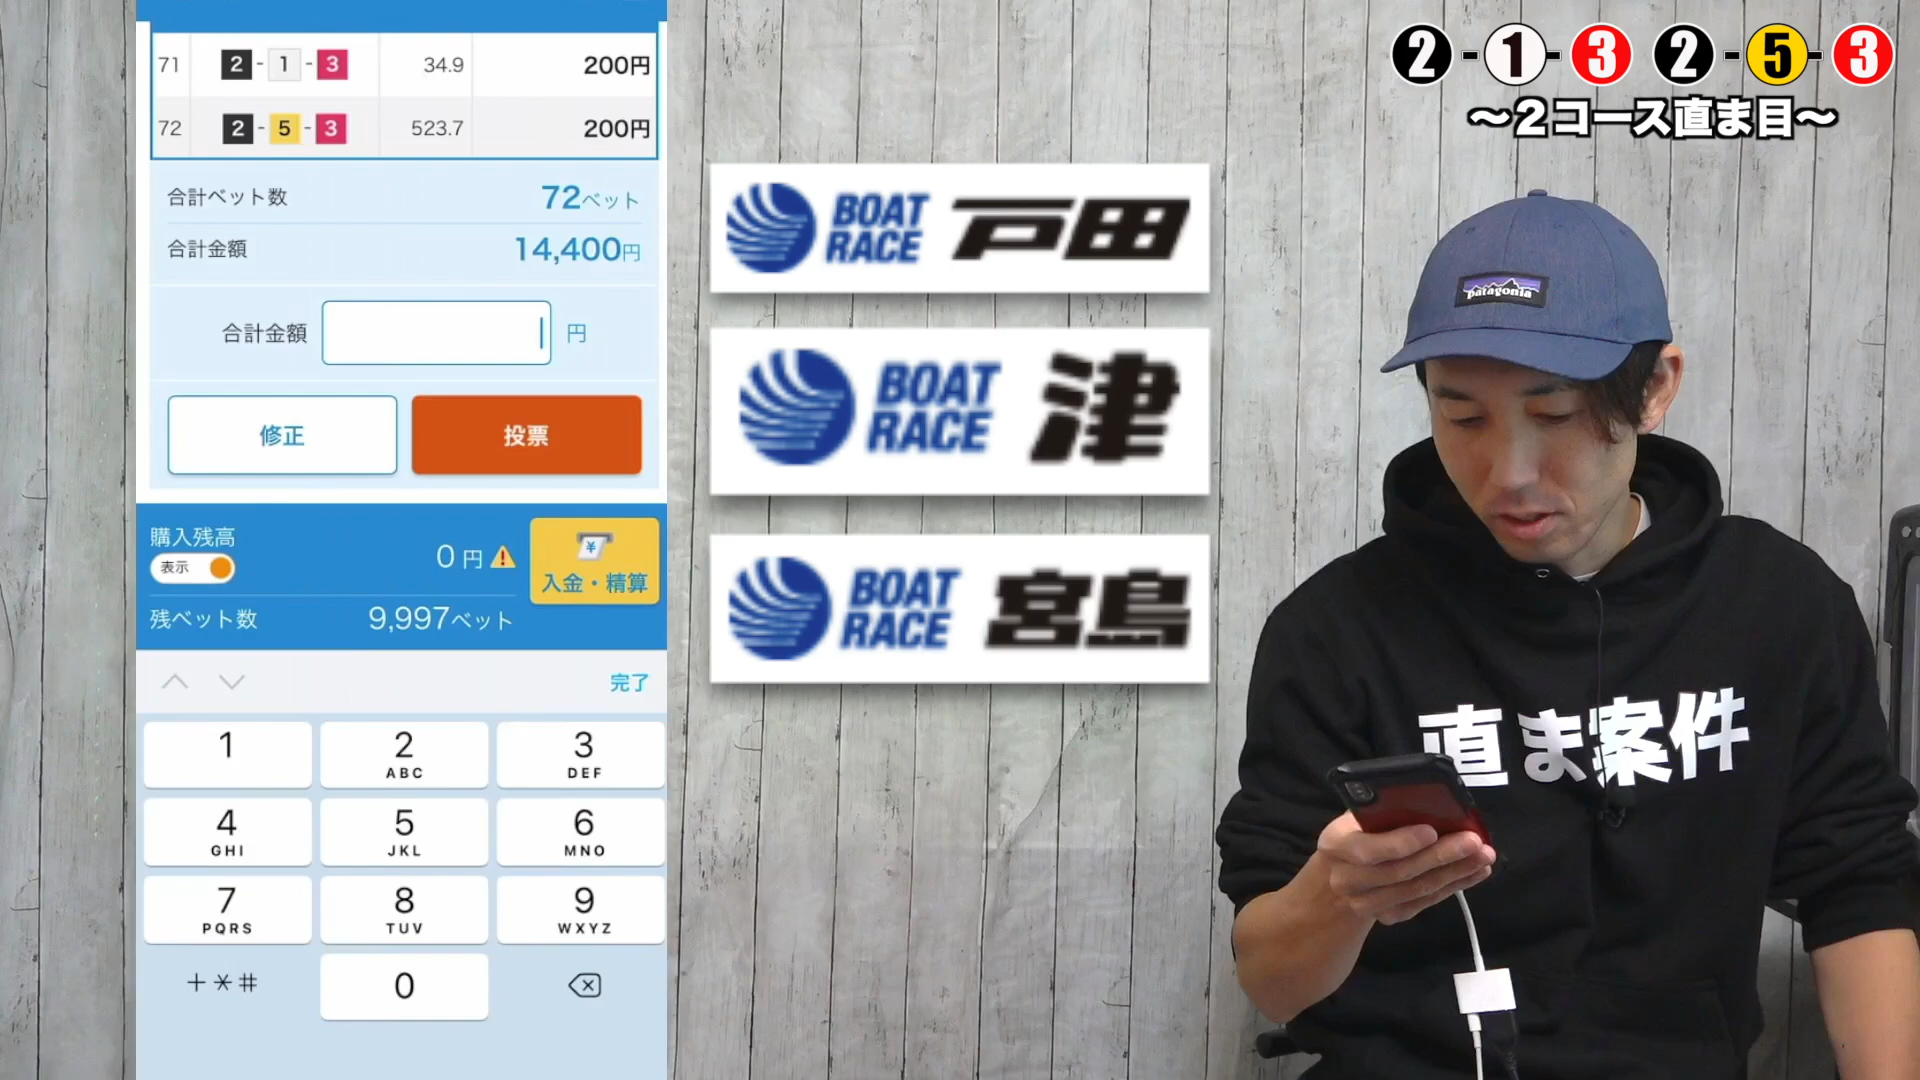 71 2-1-3 34.9 200円
72 2-5-3 523.7 200円
合計ベット数 72ベット
合計金額 14,400円
合計金額 円
修正 投票
購入残高
表示
0円
入金・精算
残ベット数 9,997ベット
完了
1 2 3
ABC DEF
4 5 6
GHI JKL MNO
7 8 9
PQRS TUV WXYZ
+*# 0
BOAT RACE 戸田
BOAT RACE 津
BOAT RACE 宮島
2-1-3 2-5-3
～2コース直ま目～
patagonia
直ま案件